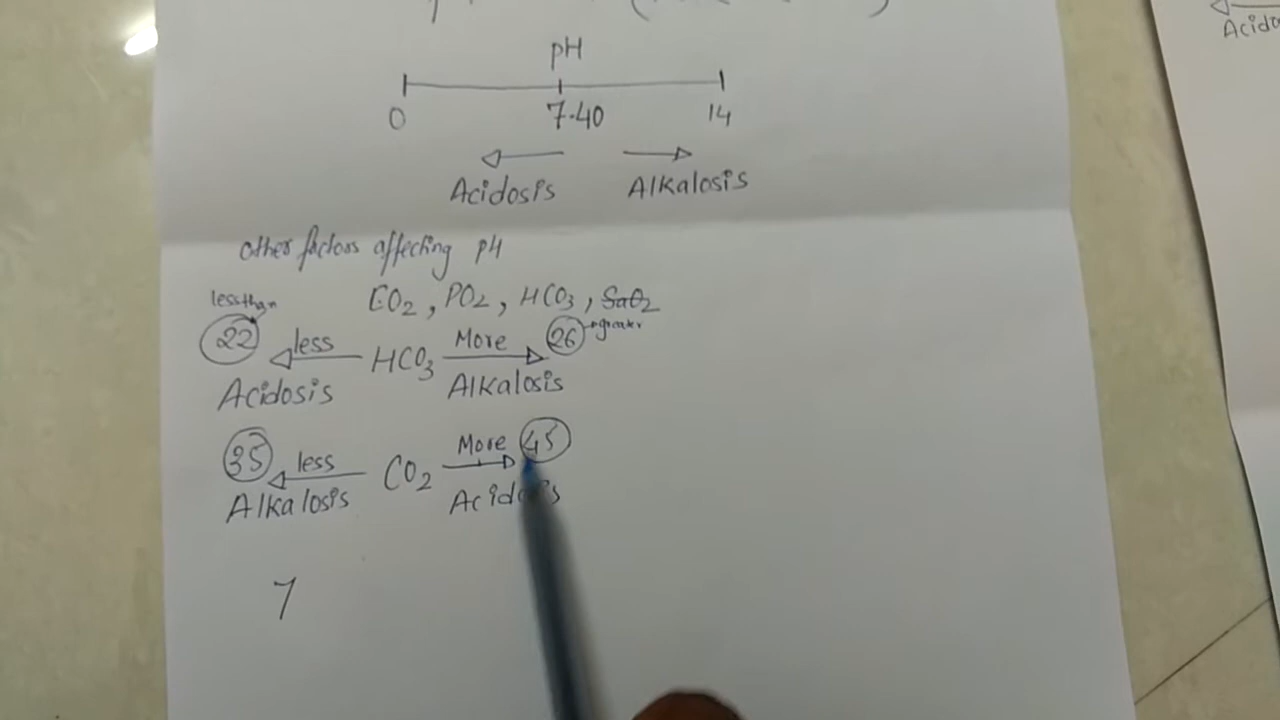 pH
0 7.40 14
Acidosis Alkalosis
Other factors affecting pH
CO2, PO2, HCO3, SaO2
less than
22 less HCO3 More 26 greater
Acidosis Alkalosis
35 less CO2 More 45
Alkalosis Acidosis
7